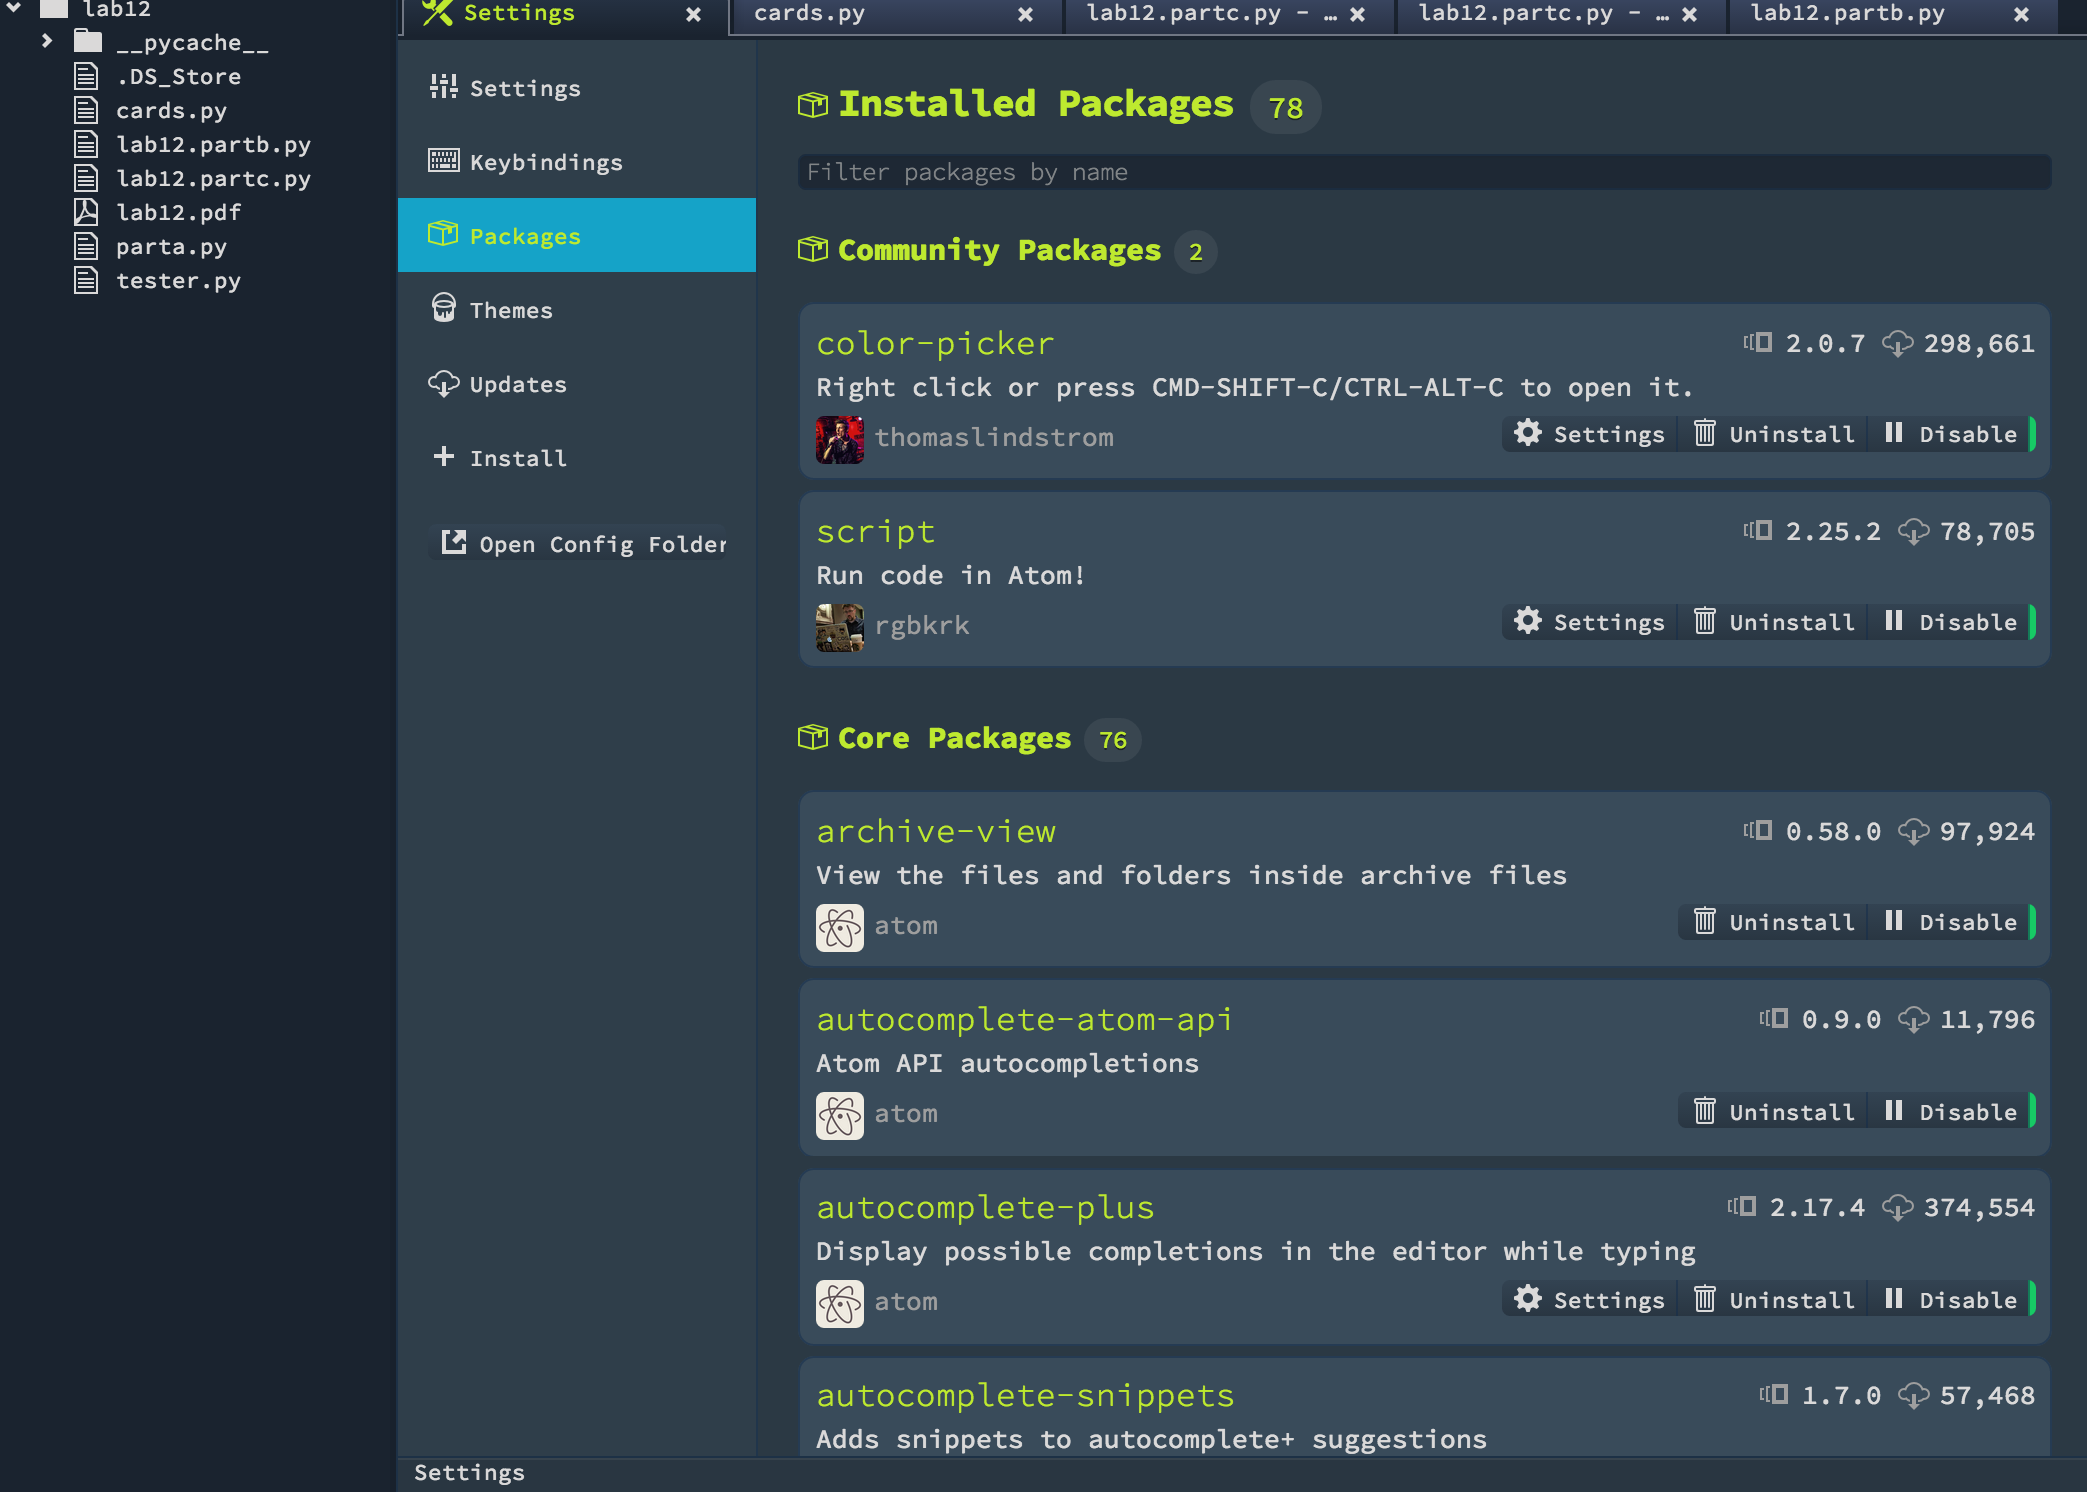 lab12
__pycache__
.DS_Store
cards.py
lab12.partb.py
lab12.partc.py
lab12.pdf
parta.py
tester.py
Settings
cards.py
lab12.partc.py - …
lab12.partc.py - …
lab12.partb.py
Settings
Keybindings
Packages
Themes
Updates
Install
Open Config Folder
Installed Packages 78
Filter packages by name
Community Packages 2
color-picker 2.0.7 298,661
Right click or press CMD-SHIFT-C/CTRL-ALT-C to open it.
thomaslindstrom Settings Uninstall Disable
script 2.25.2 78,705
Run code in Atom!
rgbkrk Settings Uninstall Disable
Core Packages 76
archive-view 0.58.0 97,924
View the files and folders inside archive files
atom Uninstall Disable
autocomplete-atom-api 0.9.0 11,796
Atom API autocompletions
atom Uninstall Disable
autocomplete-plus 2.17.4 374,554
Display possible completions in the editor while typing
atom Settings Uninstall Disable
autocomplete-snippets 1.7.0 57,468
Adds snippets to autocomplete+ suggestions
Settings